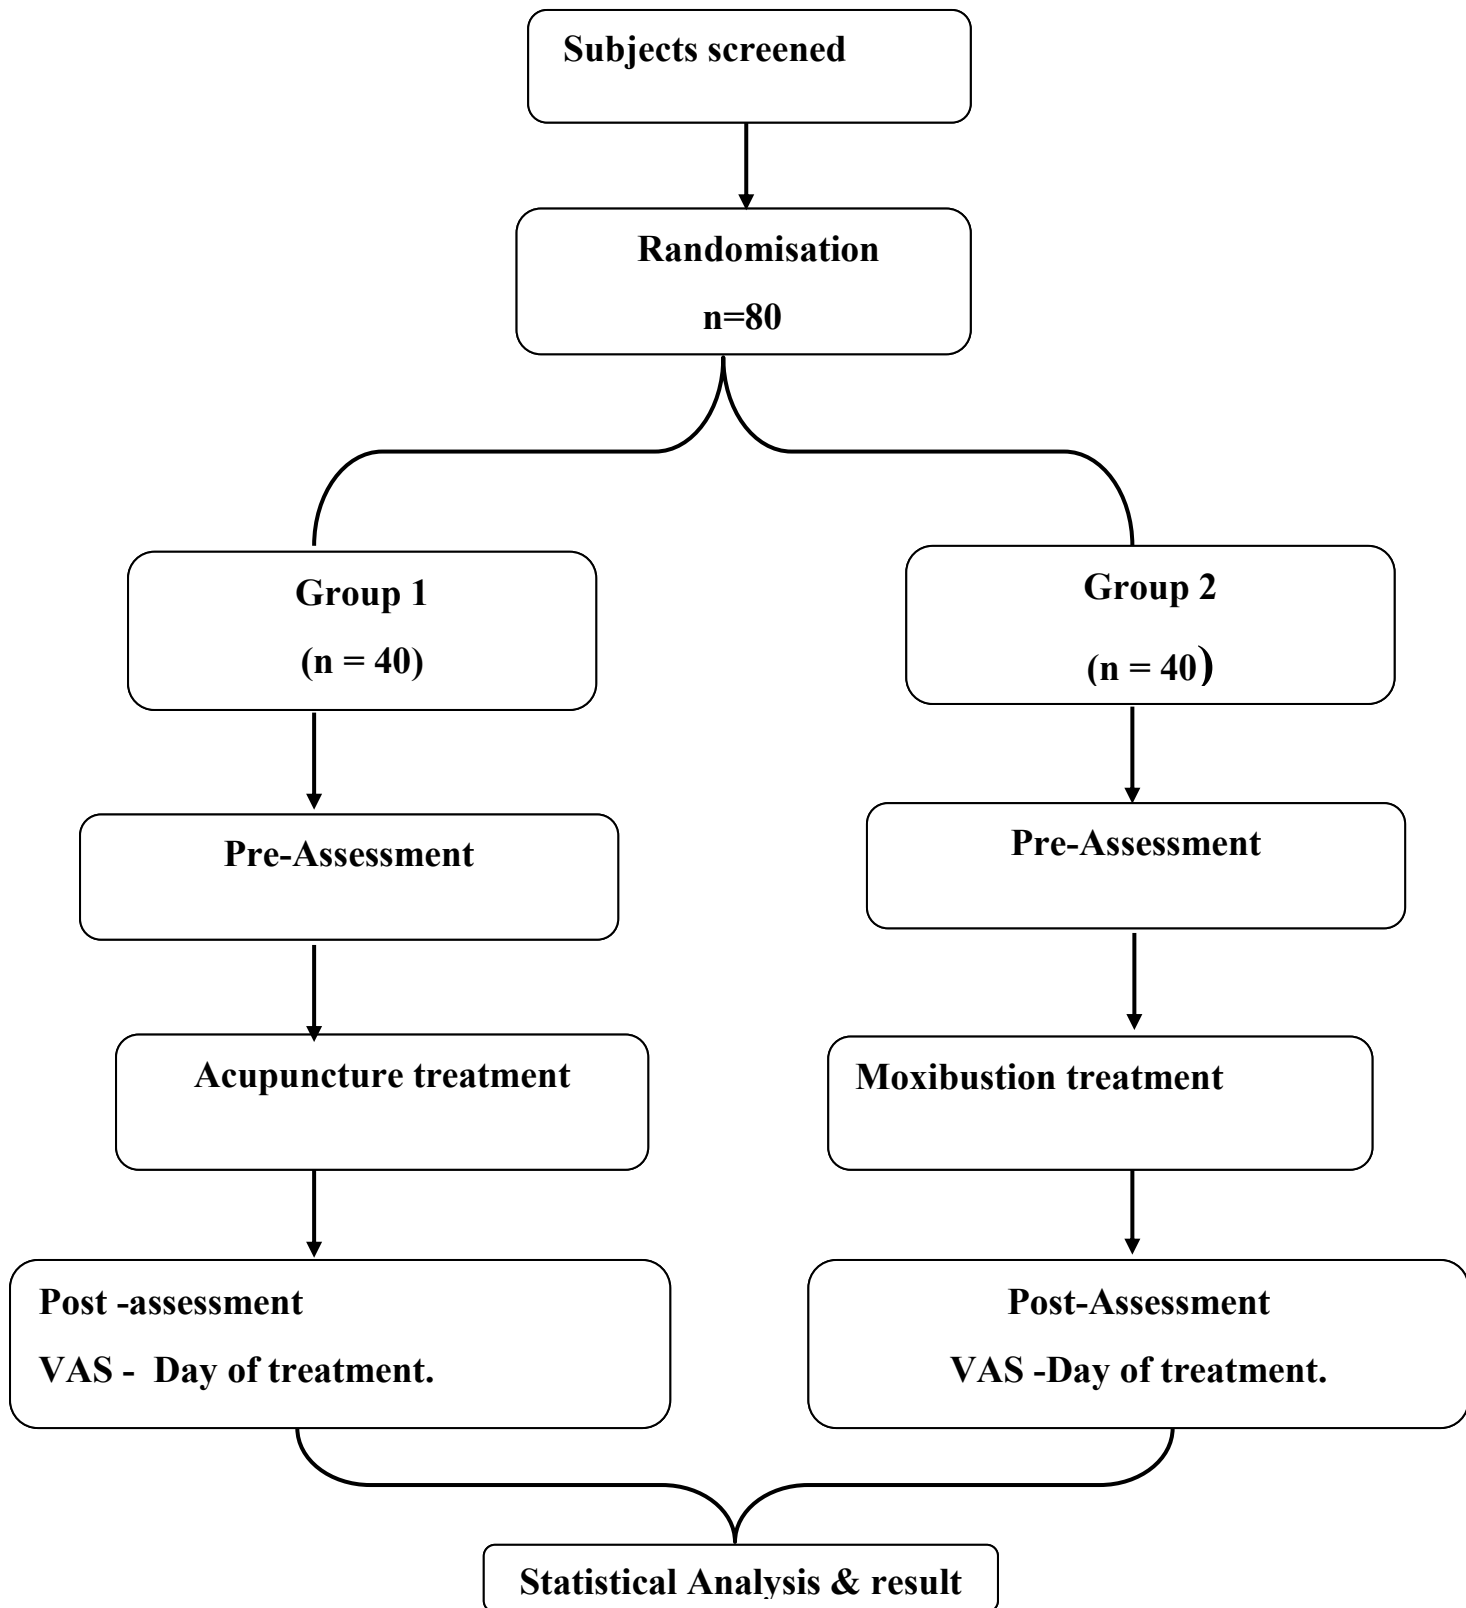 Subjects screened
Randomisation
n=80
Group 1
(n = 40)
Group 2
(n = 40)
Pre-Assessment
Pre-Assessment
Acupuncture treatment
Moxibustion treatment
Post -assessment
VAS - Day of treatment.
Post-Assessment
VAS -Day of treatment.
Statistical Analysis & result